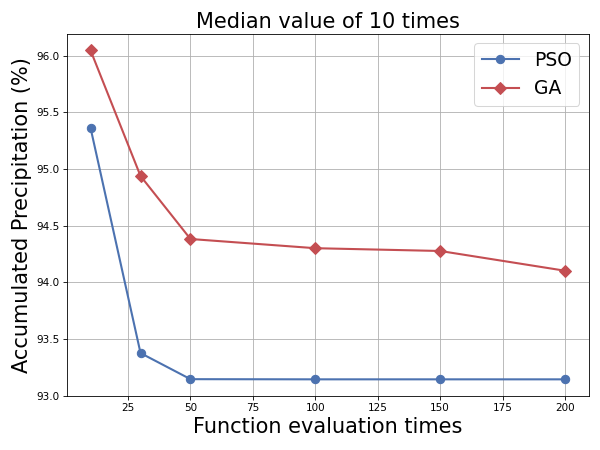 Median value of 10 times
PSO
GA
Accumulated Precipitation (%)
96.0
95.5
95.0
94.5
94.0
93.5
93.0
25 50 75 100 125 150 175 200
Function evaluation times